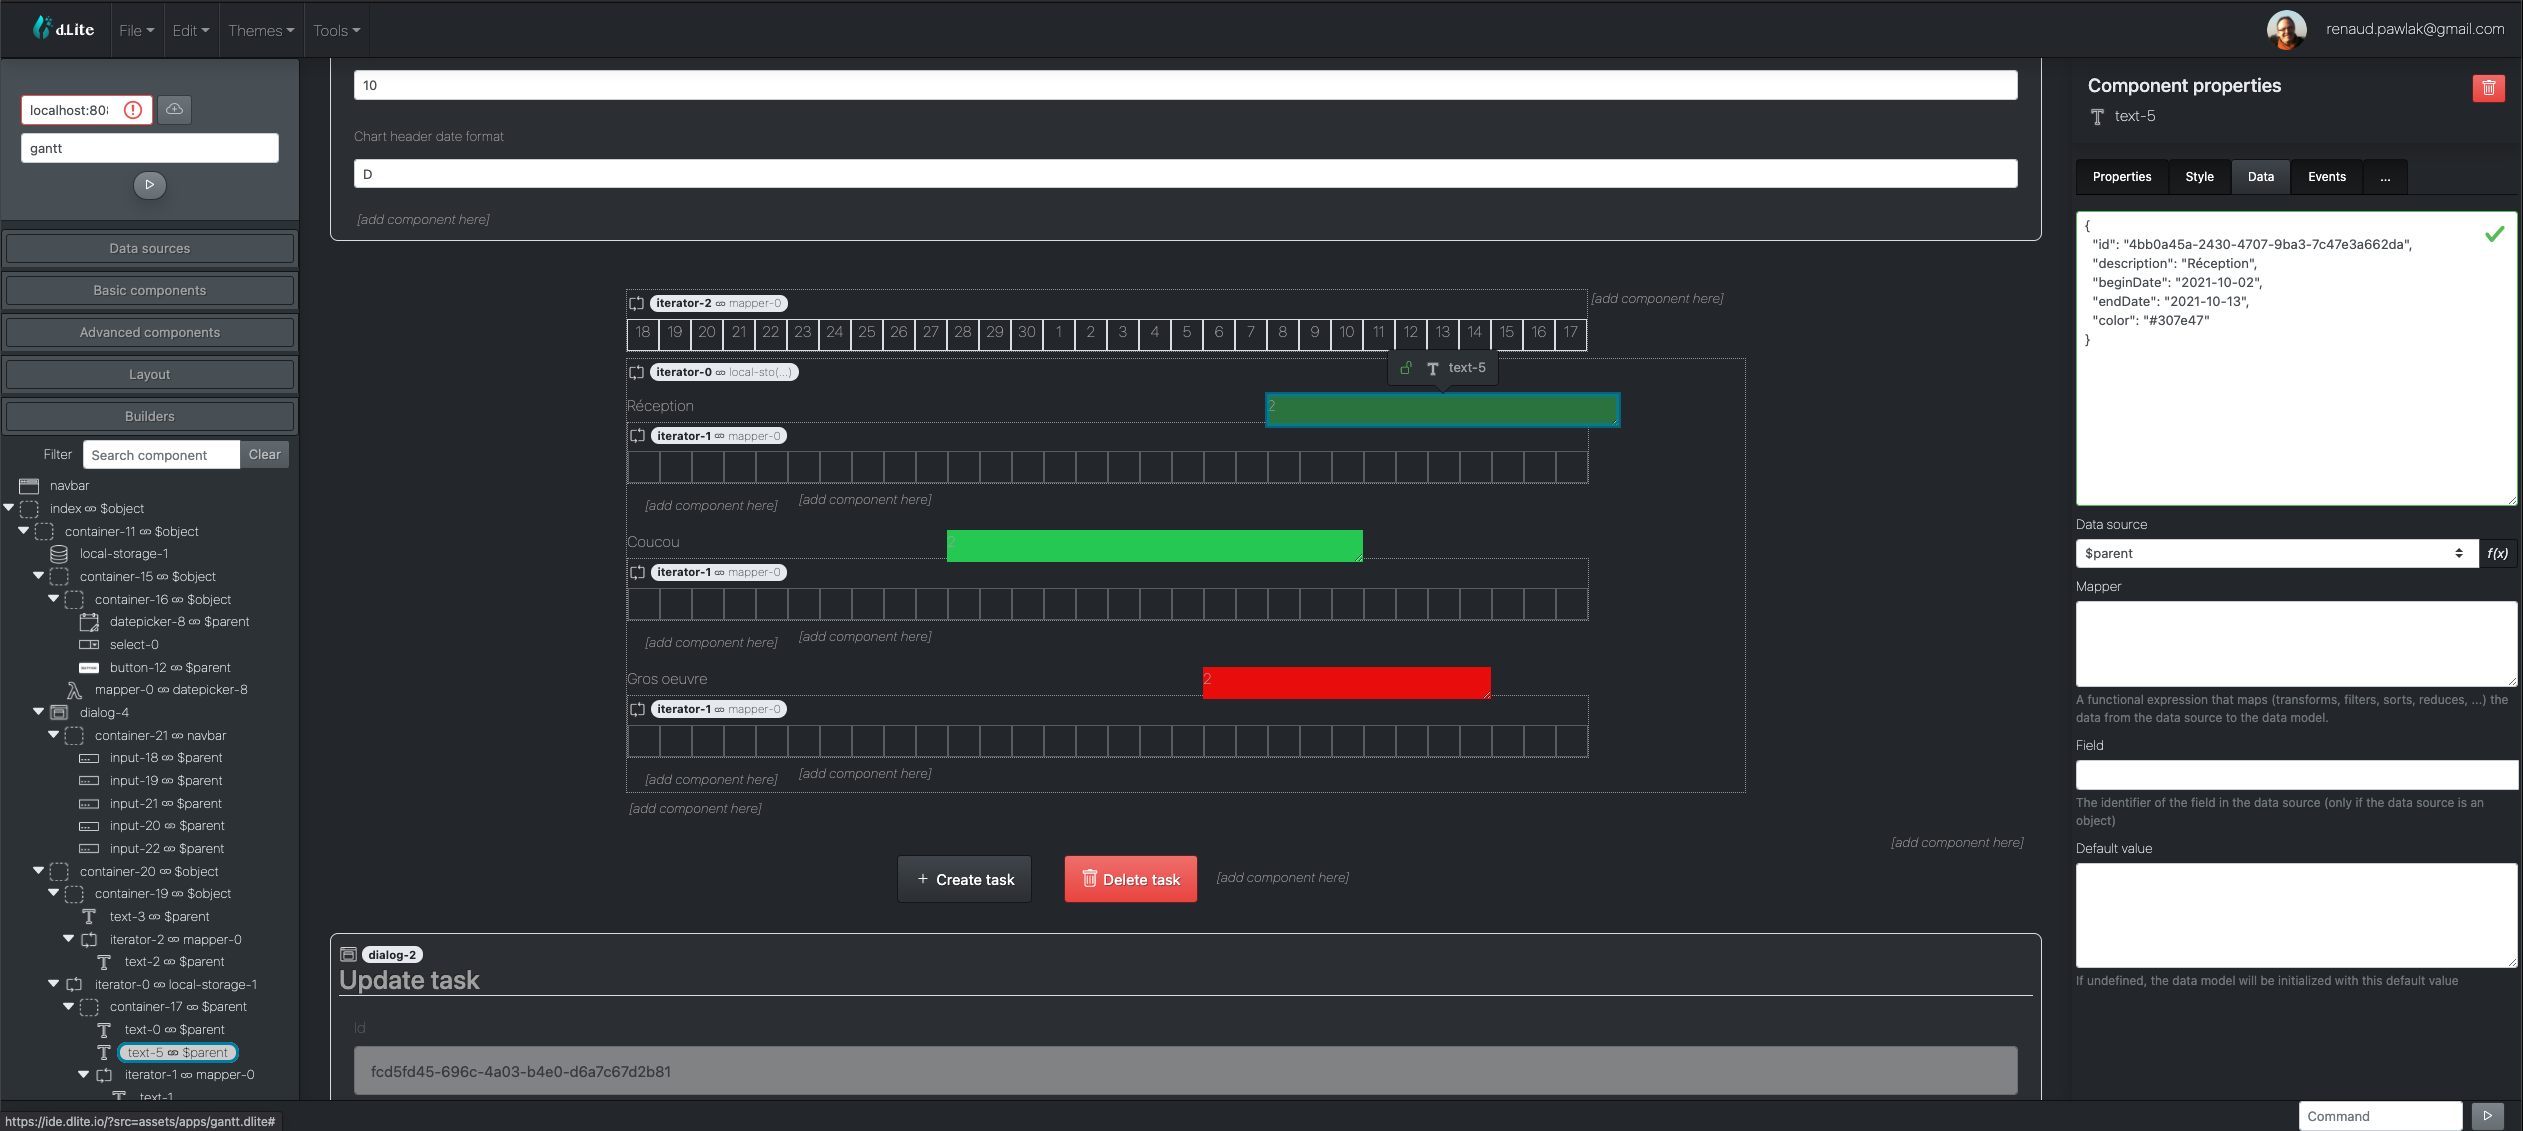 d.Lite File Edit Themes Tools renaud.pawlak@gmail.com
localhost:80
gantt
Data sources
Basic components
Advanced components
Layout
Builders
Filter Search component Clear
navbar
index $object
container-11 $object
local-storage-1
container-15 $object
container-16 $object
datepicker-8 $parent
select-0
button-12 $parent
mapper-0 datepicker-8
dialog-4
container-21 navbar
input-18 $parent
input-19 $parent
input-21 $parent
input-20 $parent
input-22 $parent
container-20 $object
container-19 $object
text-3 $parent
iterator-2 mapper-0
text-2 $parent
iterator-0 local-storage-1
container-17 $parent
text-0 $parent
text-5 $parent
iterator-1 mapper-0
text-1
https://ide.dlite.io/?src=assets/apps/gantt.dlite#
10
Chart header date format
D
[add component here]
iterator-2 mapper-0 [add component here]
18 19 20 21 22 23 24 25 26 27 28 29 30 1 2 3 4 5 6 7 8 9 10 11 12 13 14 15 16 17
iterator-0 local-sto(...) text-5
Réception 2
iterator-1 mapper-0
[add component here] [add component here]
Coucou 2
iterator-1 mapper-0
[add component here] [add component here]
Gros oeuvre 2
iterator-1 mapper-0
[add component here] [add component here]
[add component here]
[add component here]
+ Create task Delete task [add component here]
dialog-2
Update task
Id
fcd5fd45-696c-4a03-b4e0-d6a7c67d2b81
Component properties
text-5
Properties Style Data Events ...
{
"id": "4bb0a45a-2430-4707-9ba3-7c47e3a662da",
"description": "Réception",
"beginDate": "2021-10-02",
"endDate": "2021-10-13",
"color": "#307e47"
}
Data source
$parent f(x)
Mapper
A functional expression that maps (transforms, filters, sorts, reduces, ...) the
data from the data source to the data model.
Field
The identifier of the field in the data source (only if the data source is an
object)
Default value
If undefined, the data model will be initialized with this default value
Command